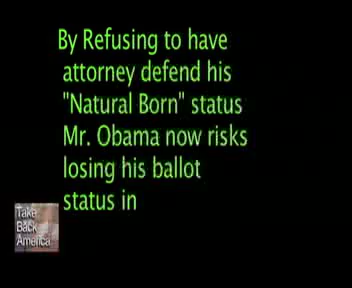 By Refusing to have
attorney defend his
"Natural Born" status
Mr. Obama now risks
losing his ballot
status in
Take
Back
America